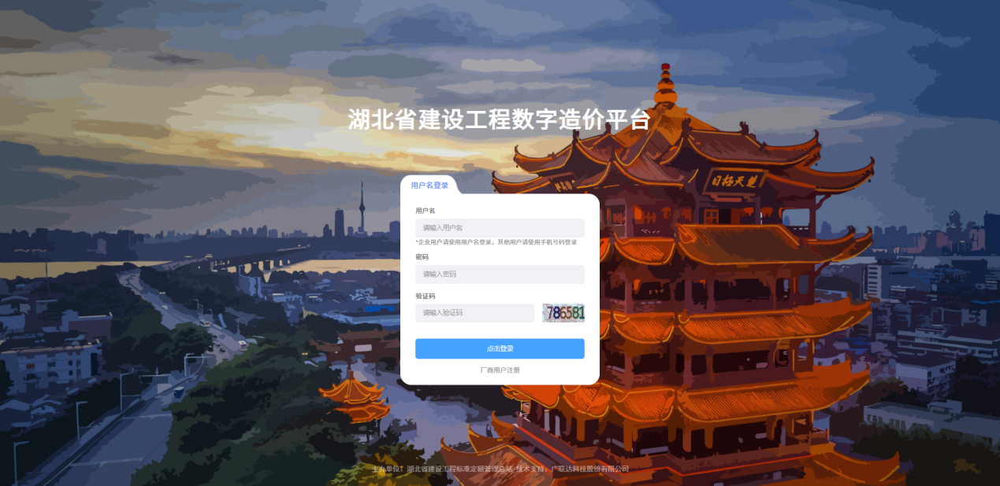 湖北省建设工程数字造价平台
目极天楚
用户名登录
用户名
请输入用户名
*企业用户请使用用户名登录，其他用户请使用手机号码登录
密码
请输入密码
验证码
请输入验证码
786581
点击登录
厂商用户注册
主办单位：湖北省建设工程标准定额管理总站 技术支持：广联达科技股份有限公司